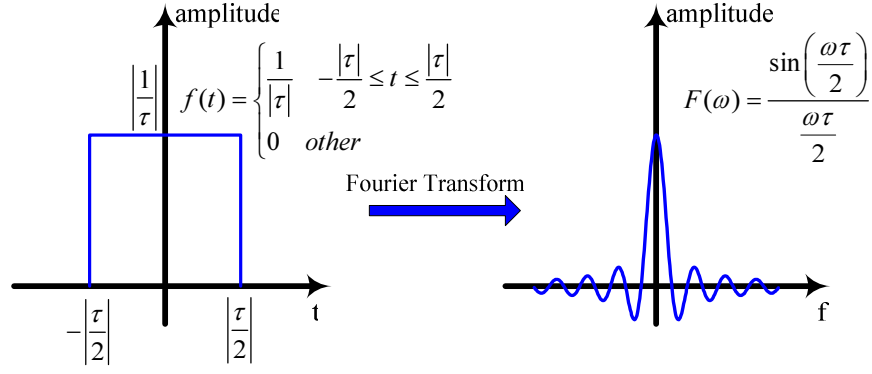 amplitude
|1/τ|
f(t) = { 1/|τ|   -|τ|/2 ≤ t ≤ |τ|/2
0   other
-|τ/2|
|τ/2|
t
Fourier Transform
amplitude
F(ω) = sin(ωτ/2) / (ωτ/2)
f